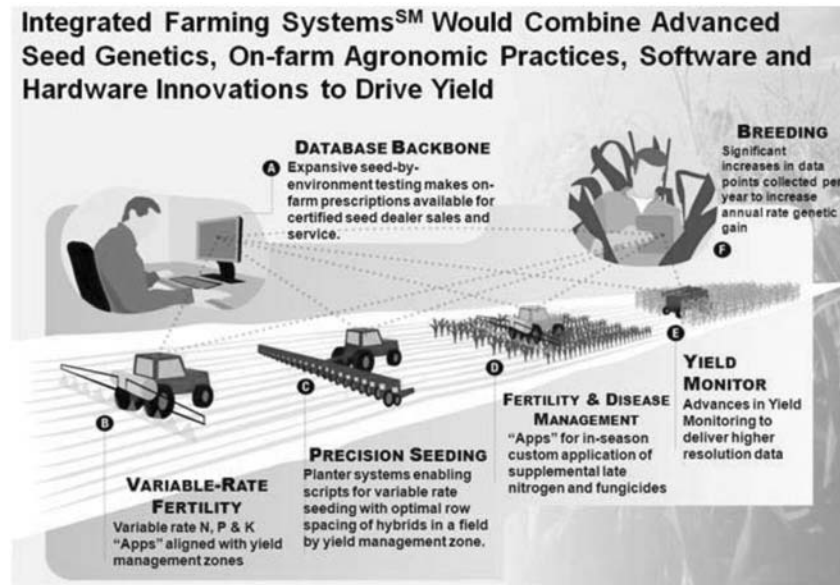 Integrated Farming Systems℠ Would Combine Advanced
Seed Genetics, On-farm Agronomic Practices, Software and
Hardware Innovations to Drive Yield
DATABASE BACKBONE
A Expansive seed-by-
environment testing makes on-
farm prescriptions available for
certified seed dealer sales and
service.
BREEDING
Significant
increases in data
points collected per
year to increase
annual rate genetic
gain
F
B
VARIABLE-RATE
FERTILITY
Variable rate N, P & K
“Apps” aligned with yield
management zones
C
PRECISION SEEDING
Planter systems enabling
scripts for variable rate
seeding with optimal row
spacing of hybrids in a field
by yield management zone.
D
FERTILITY & DISEASE
MANAGEMENT
“Apps” for in-season
custom application of
supplemental late
nitrogen and fungicides
E
YIELD
MONITOR
Advances in Yield
Monitoring to
deliver higher
resolution data